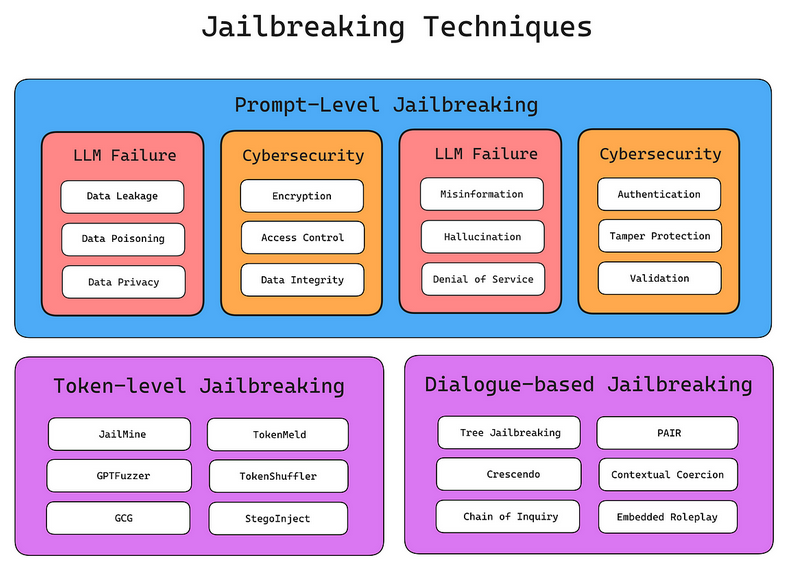 Jailbreaking Techniques
Prompt-Level Jailbreaking
LLM Failure
Data Leakage
Data Poisoning
Data Privacy
Cybersecurity
Encryption
Access Control
Data Integrity
LLM Failure
Misinformation
Hallucination
Denial of Service
Cybersecurity
Authentication
Tamper Protection
Validation
Token-level Jailbreaking
JailMine
TokenMeld
GPTFuzzer
TokenShuffler
GCG
StegoInject
Dialogue-based Jailbreaking
Tree Jailbreaking
PAIR
Crescendo
Contextual Coercion
Chain of Inquiry
Embedded Roleplay